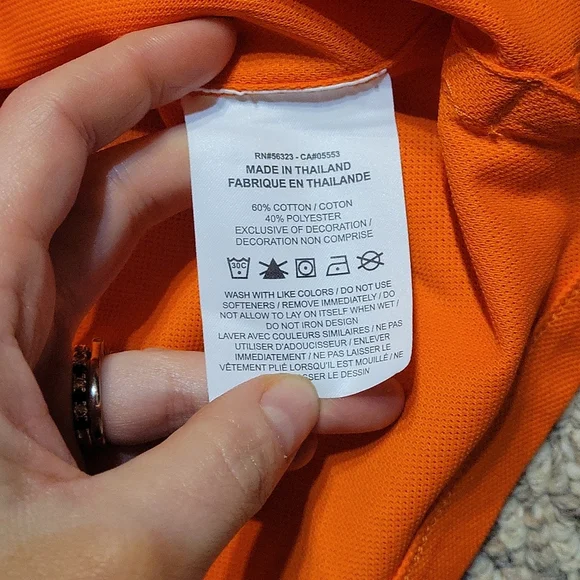 RN#56323 - CA#05553
MADE IN THAILAND
FABRIQUE EN THAILANDE
60% COTTON / COTON
40% POLYESTER
EXCLUSIVE OF DECORATION /
DECORATION NON COMPRISE
30C
WASH WITH LIKE COLORS / DO NOT USE
SOFTENERS / REMOVE IMMEDIATELY / DO
NOT ALLOW TO LAY ON ITSELF WHEN WET /
DO NOT IRON DESIGN
LAVER AVEC COULEURS SIMILAIRES / NE PAS
UTILISER D'ADOUCISSEUR / ENLEVER
IMMEDIATEMENT / NE PAS LAISSER LE
VÊTEMENT PLIÉ LORSQU'IL EST MOUILLÉ / NE
LE DESSIN